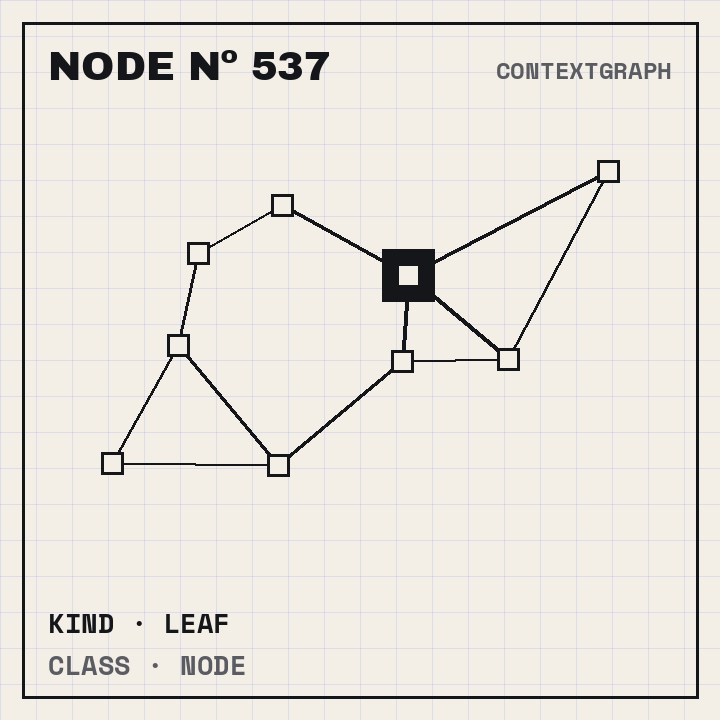 NODE Nº 537
CONTEXTGRAPH
KIND · LEAF
CLASS · NODE